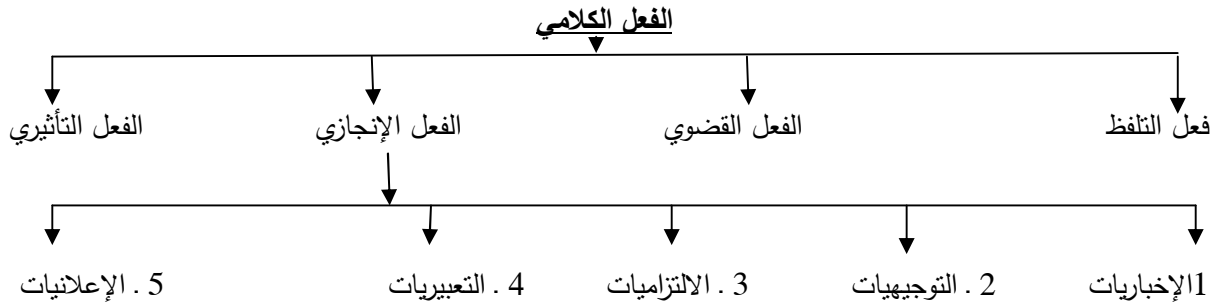 الفعل الكلامي
فعل التلفظ الفعل القضوي الفعل الإنجازي الفعل التأثيري
1الإخباريات 2 . التوجيهيات 3 . الالتزاميات 4 . التعبيريات 5 . الإعلانيات